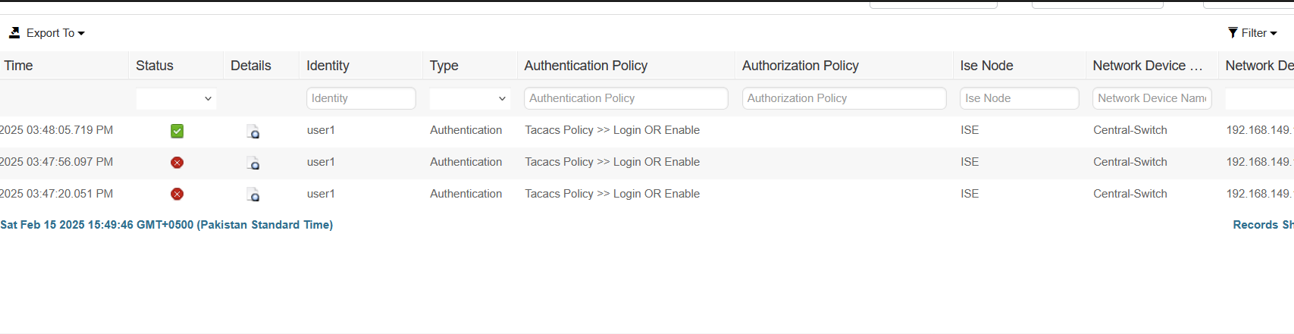 Export To
Filter
Time Status Details Identity Type Authentication Policy Authorization Policy Ise Node Network Device ... Network De
Identity Authentication Policy Authorization Policy Ise Node Network Device Name
2025 03:48:05.719 PM user1 Authentication Tacacs Policy >> Login OR Enable ISE Central-Switch 192.168.149.
2025 03:47:56.097 PM user1 Authentication Tacacs Policy >> Login OR Enable ISE Central-Switch 192.168.149.
2025 03:47:20.051 PM user1 Authentication Tacacs Policy >> Login OR Enable ISE Central-Switch 192.168.149.
Sat Feb 15 2025 15:49:46 GMT+0500 (Pakistan Standard Time) Records Sh